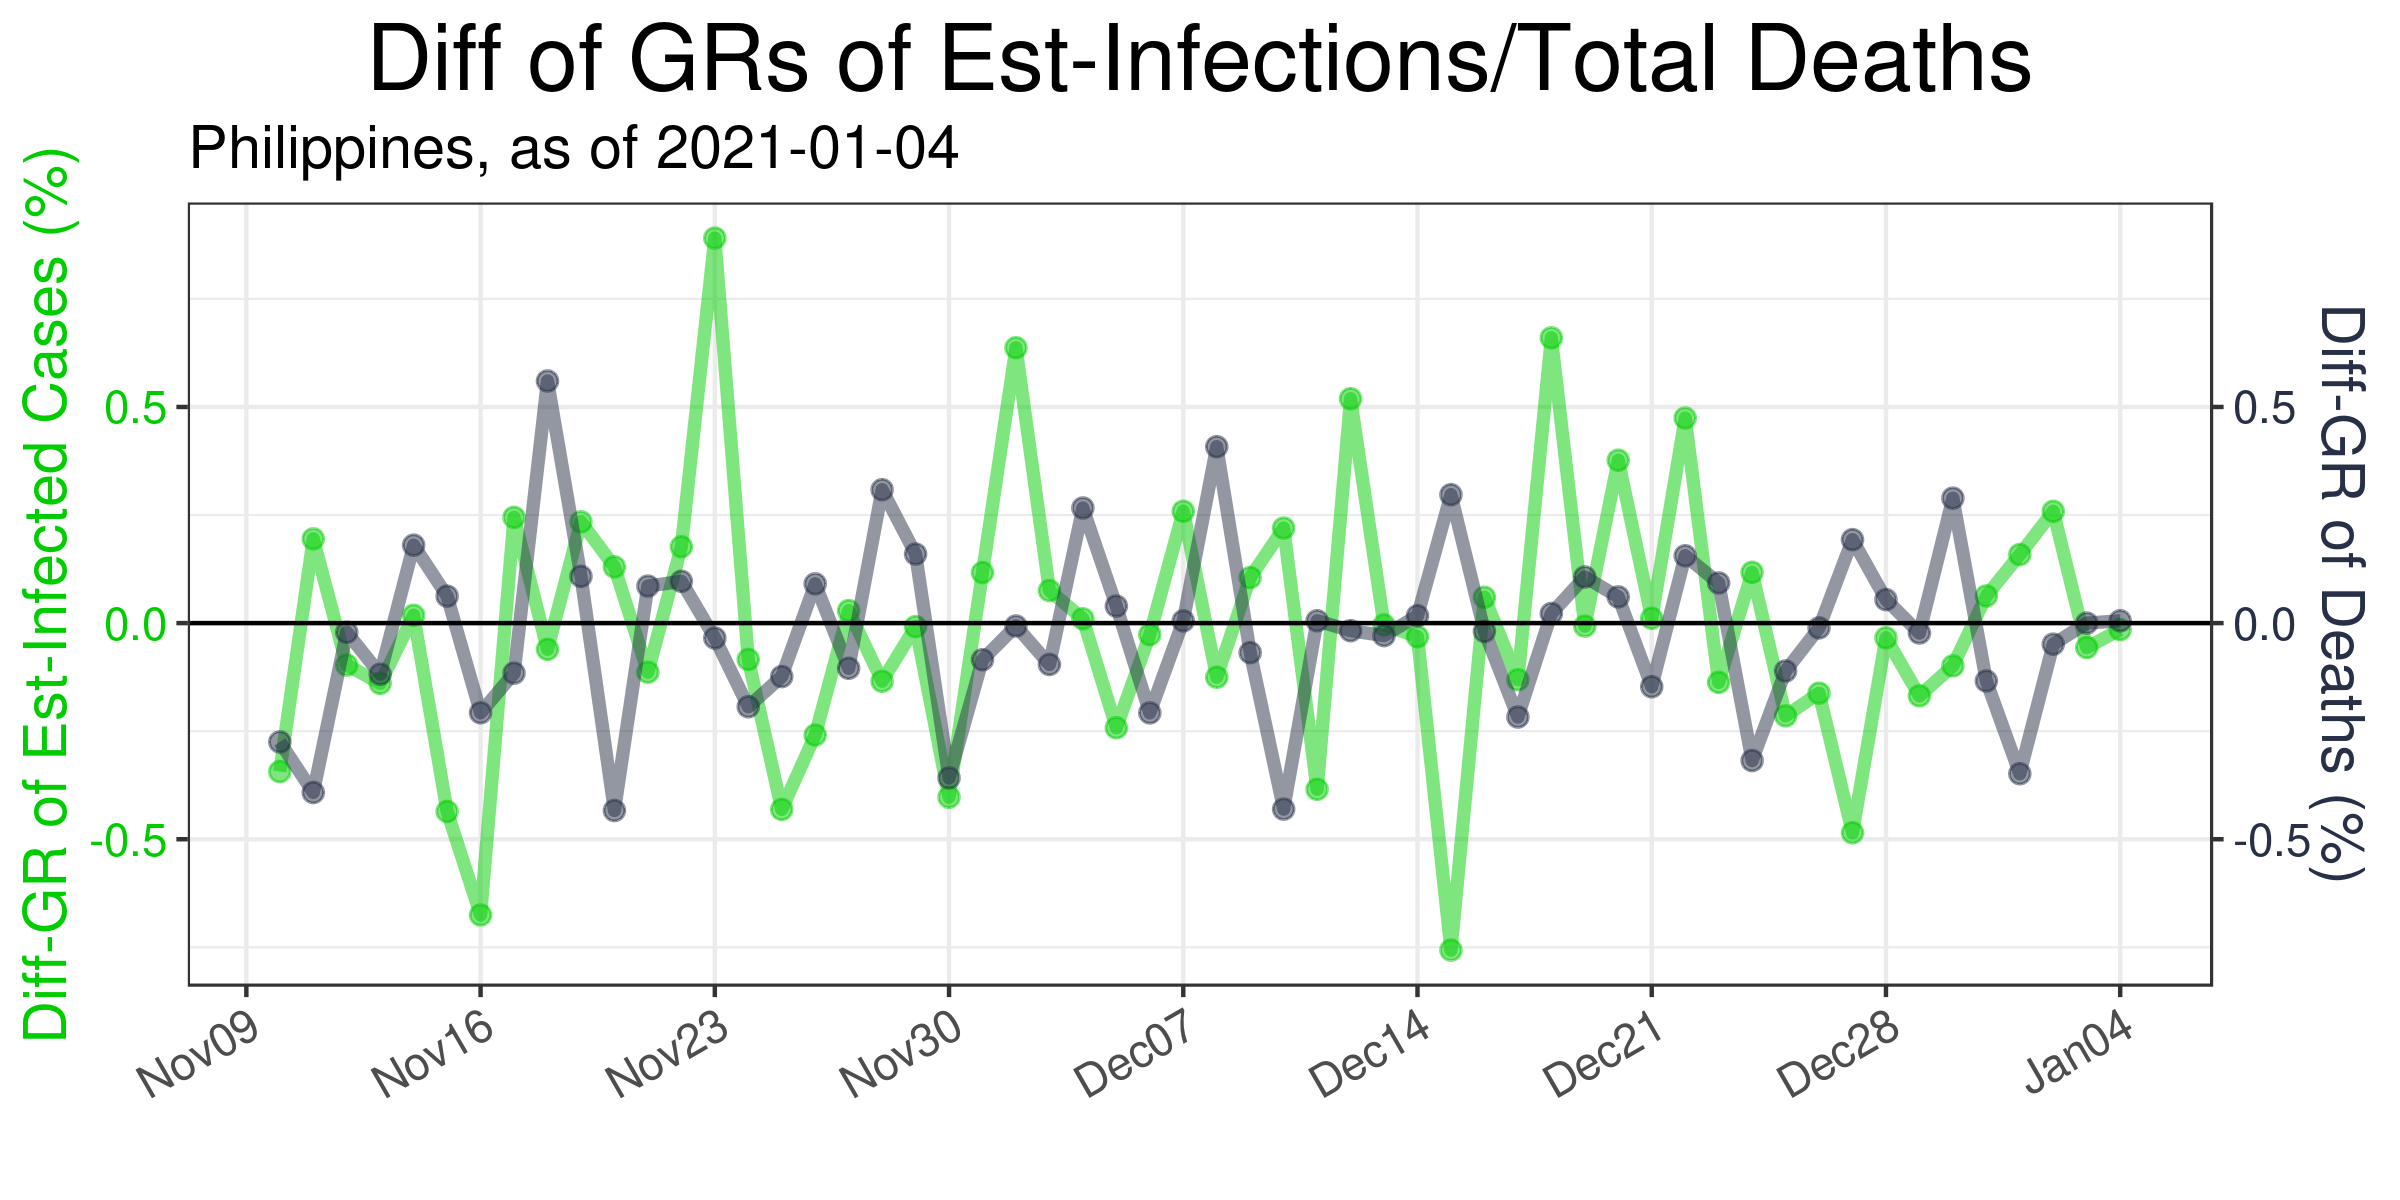 Diff of GRs of Est-Infections/Total Deaths
Philippines, as of 2021-01-04
Diff-GR of Est-Infected Cases (%)
0.5
0.0
-0.5
0.5
0.0
-0.5
Diff-GR of Deaths (%)
Nov09
Nov16
Nov23
Nov30
Dec07
Dec14
Dec21
Dec28
Jan04